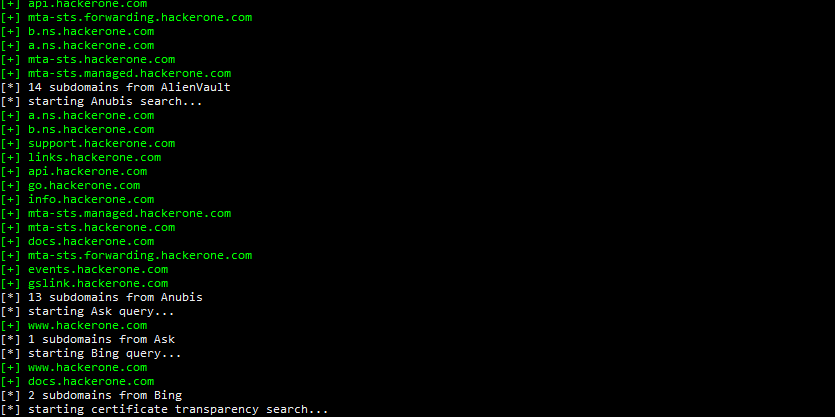 [+] api.hackerone.com
[+] mta-sts.forwarding.hackerone.com
[+] b.ns.hackerone.com
[+] a.ns.hackerone.com
[+] mta-sts.hackerone.com
[+] mta-sts.managed.hackerone.com
[*] 14 subdomains from AlienVault
[*] starting Anubis search...
[+] a.ns.hackerone.com
[+] b.ns.hackerone.com
[+] support.hackerone.com
[+] links.hackerone.com
[+] api.hackerone.com
[+] go.hackerone.com
[+] info.hackerone.com
[+] mta-sts.managed.hackerone.com
[+] mta-sts.hackerone.com
[+] docs.hackerone.com
[+] mta-sts.forwarding.hackerone.com
[+] events.hackerone.com
[+] gslink.hackerone.com
[*] 13 subdomains from Anubis
[*] starting Ask query...
[+] www.hackerone.com
[*] 1 subdomains from Ask
[*] starting Bing query...
[+] www.hackerone.com
[+] docs.hackerone.com
[*] 2 subdomains from Bing
[*] starting certificate transparency search...